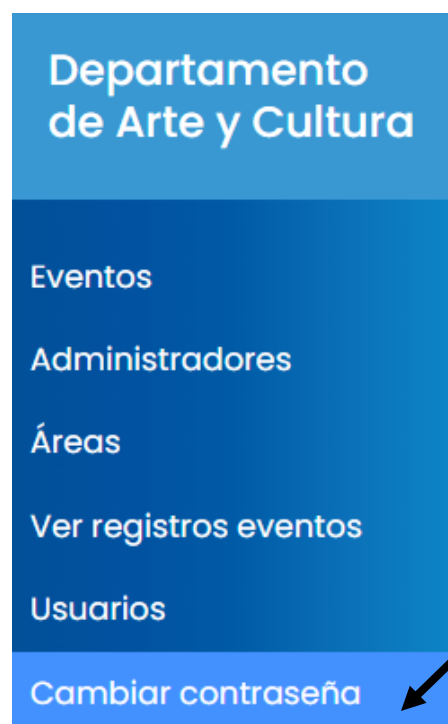 Departamento
de Arte y Cultura
Eventos
Administradores
Áreas
Ver registros eventos
Usuarios
Cambiar contraseña